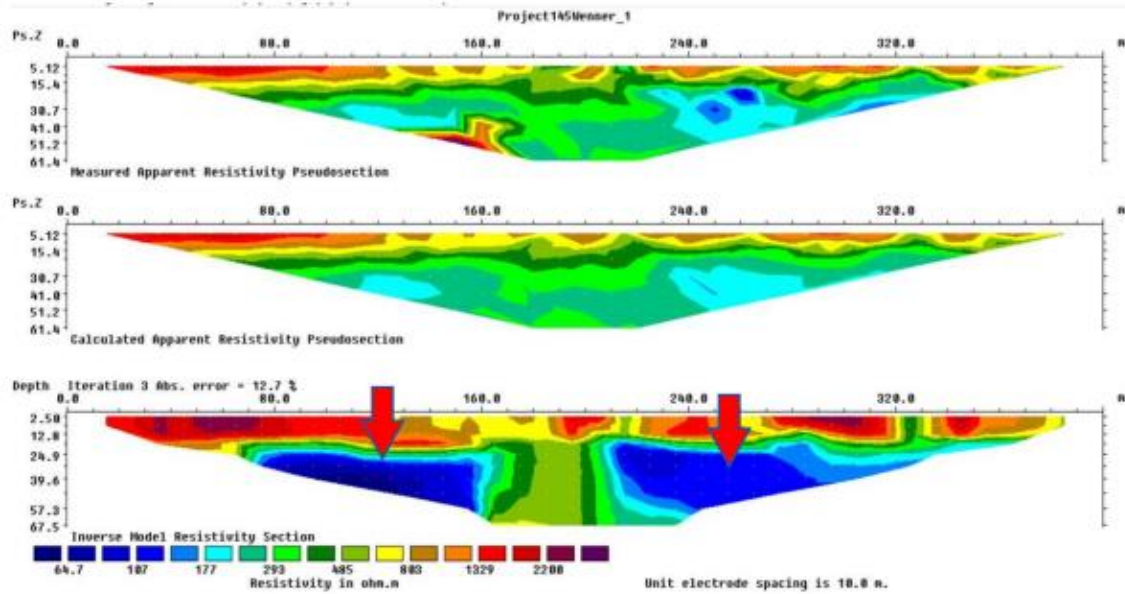 Project145Wenner_1
Ps.Z 0.0 80.0 160.0 240.0 320.0 m
5.12
15.4
30.7
41.0
51.2
61.4
Measured Apparent Resistivity Pseudosection
Ps.Z 0.0 80.0 160.0 240.0 320.0 m
5.12
15.4
30.7
41.0
51.2
61.4
Calculated Apparent Resistivity Pseudosection
Depth Iteration 3 Abs. error = 12.7 %
0.0 80.0 160.0 240.0 320.0 m
2.50
12.8
24.9
39.6
57.3
67.5
Inverse Model Resistivity Section
64.7 107 177 293 485 803 1329 2200
Resistivity in ohm.m Unit electrode spacing is 10.0 m.